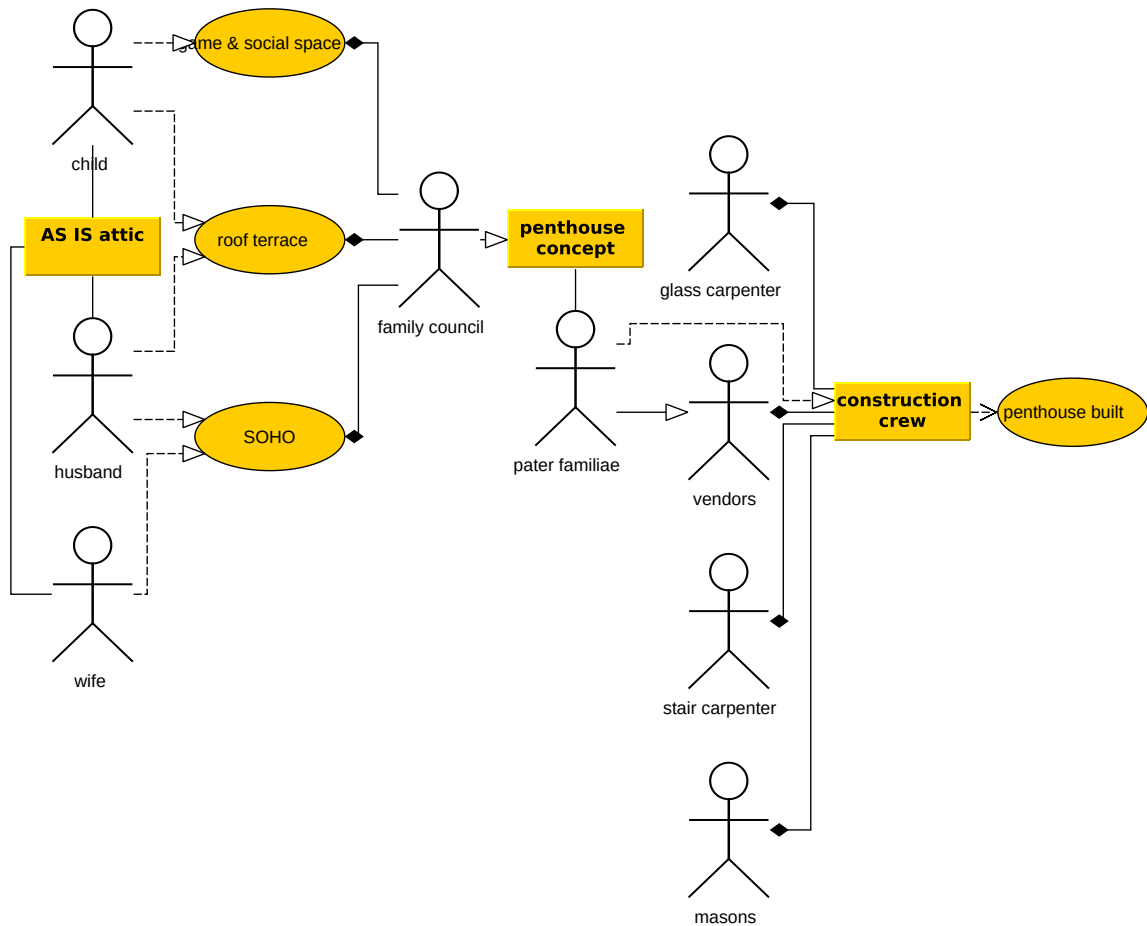 game & social space
child
AS IS attic
roof terrace
husband
SOHO
wife
family council
penthouse
concept
pater familiae
glass carpenter
vendors
stair carpenter
masons
construction
crew
penthouse built